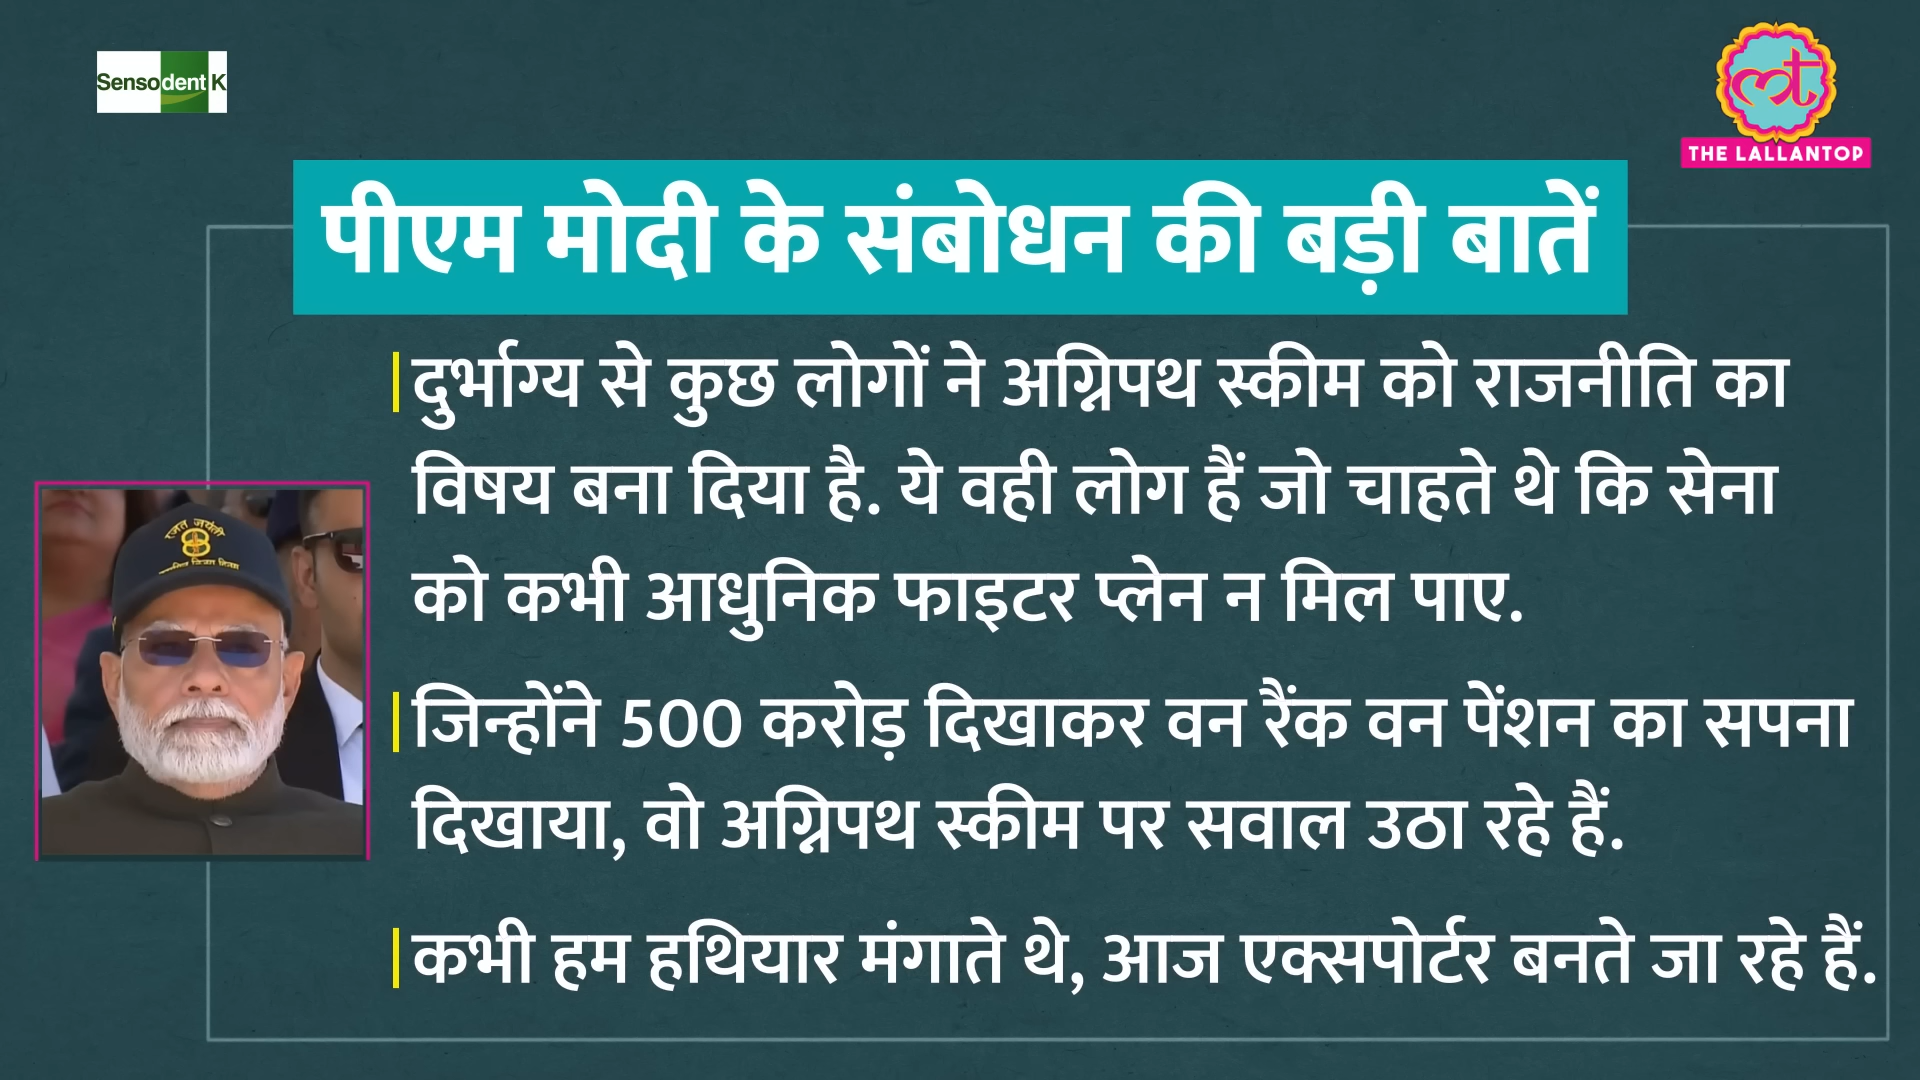 Sensodent K
THE LALLANTOP
पीएम मोदी के संबोधन की बड़ी बातें
दुर्भाग्य से कुछ लोगों ने अग्निपथ स्कीम को राजनीति का
विषय बना दिया है. ये वही लोग हैं जो चाहते थे कि सेना
को कभी आधुनिक फाइटर प्लेन न मिल पाए.
जिन्होंने 500 करोड़ दिखाकर वन रैंक वन पेंशन का सपना
दिखाया, वो अग्निपथ स्कीम पर सवाल उठा रहे हैं.
कभी हम हथियार मंगाते थे, आज एक्सपोर्टर बनते जा रहे हैं.
रजत जयंती